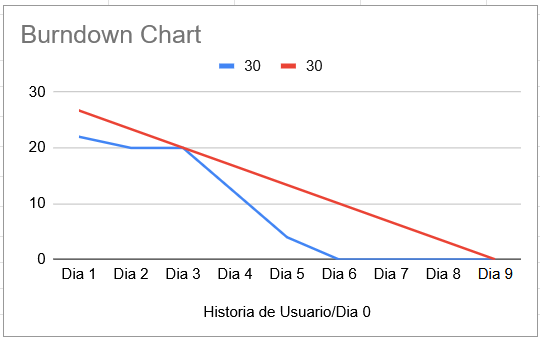 Burndown Chart
30 30
30
20
10
0
Dia 1 Dia 2 Dia 3 Dia 4 Dia 5 Dia 6 Dia 7 Dia 8 Dia 9
Historia de Usuario/Dia 0